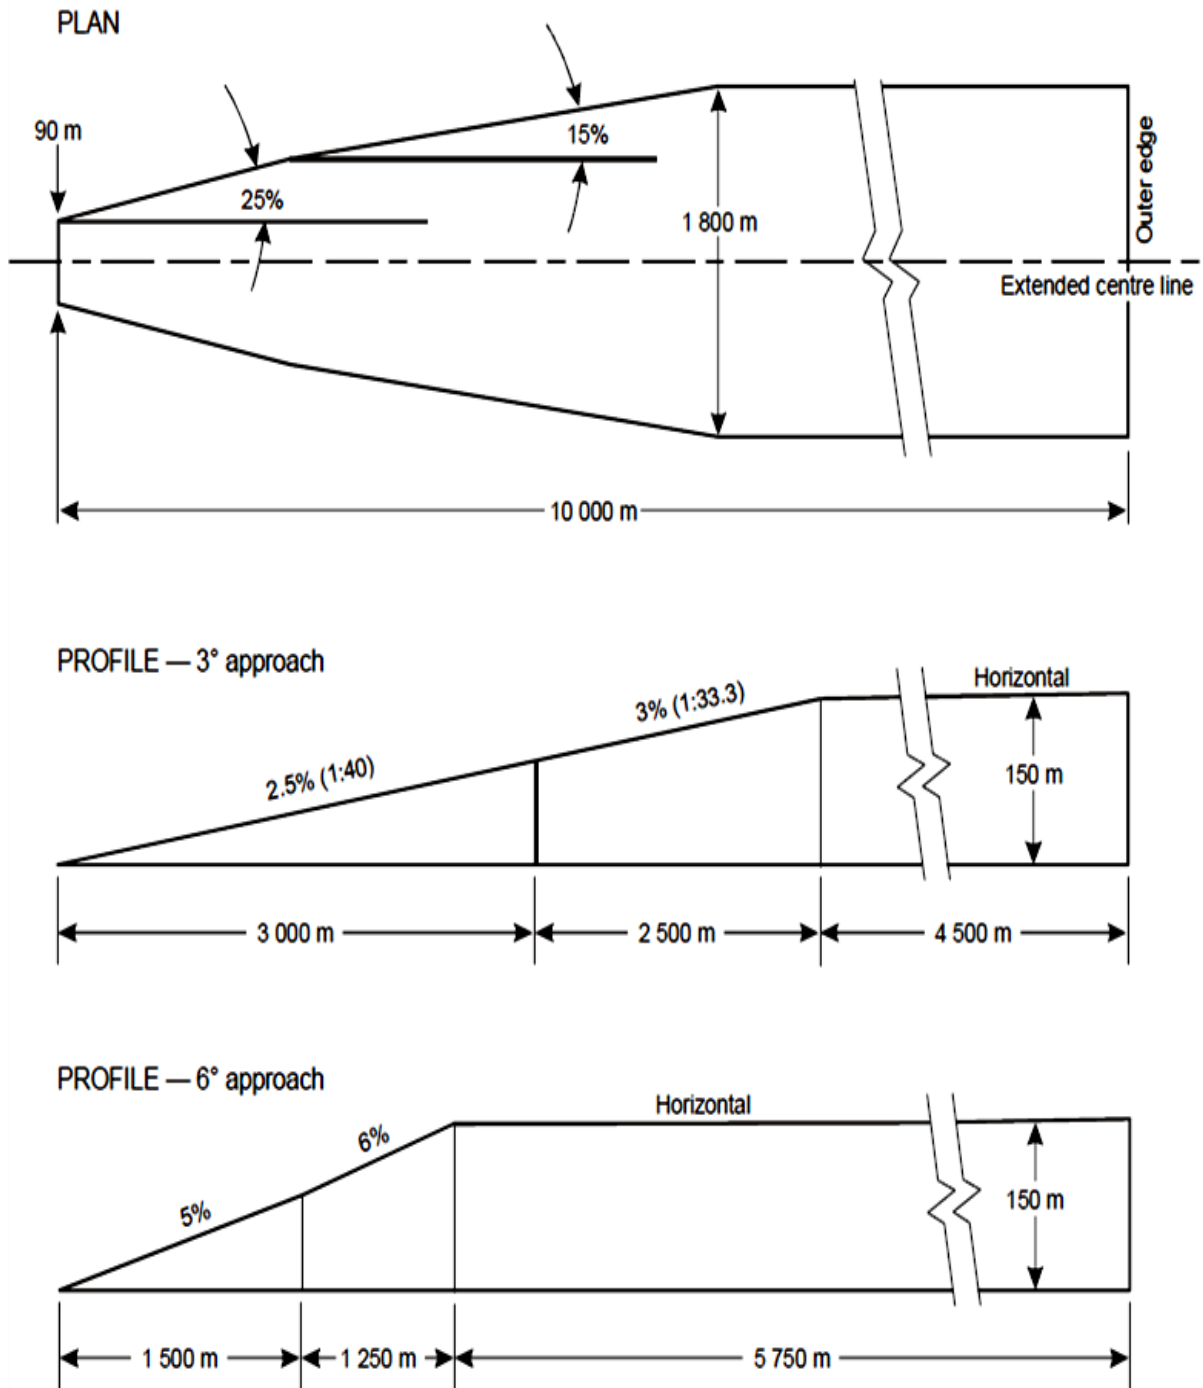 PLAN
90 m
15%
25%
1 800 m
Outer edge
Extended centre line
10 000 m
PROFILE — 3° approach
Horizontal
3% (1:33.3)
2.5% (1:40)
150 m
3 000 m
2 500 m
4 500 m
PROFILE — 6° approach
Horizontal
6%
5%
150 m
1 500 m
1 250 m
5 750 m